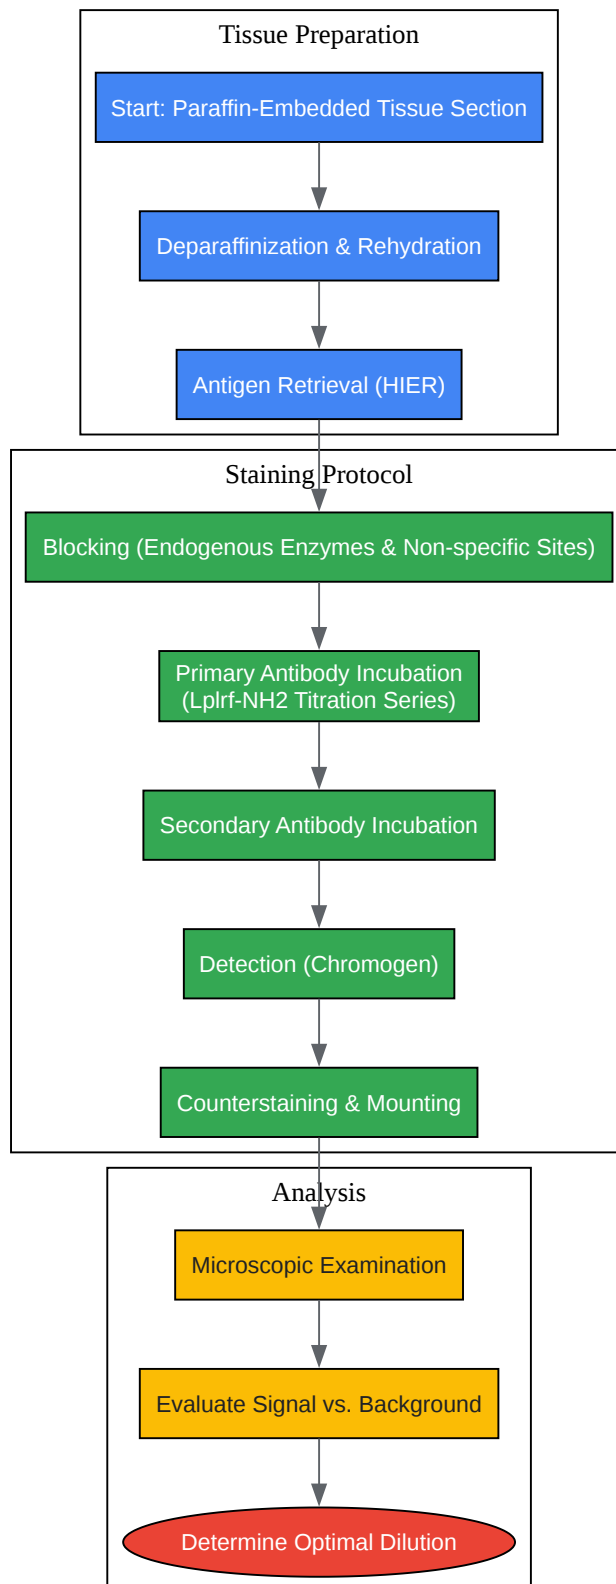 Tissue Preparation
Start: Paraffin-Embedded Tissue Section
Deparaffinization & Rehydration
Antigen Retrieval (HIER)
Staining Protocol
Blocking (Endogenous Enzymes & Non-specific Sites)
Primary Antibody Incubation
(Lplrf-NH2 Titration Series)
Secondary Antibody Incubation
Detection (Chromogen)
Counterstaining & Mounting
Analysis
Microscopic Examination
Evaluate Signal vs. Background
Determine Optimal Dilution